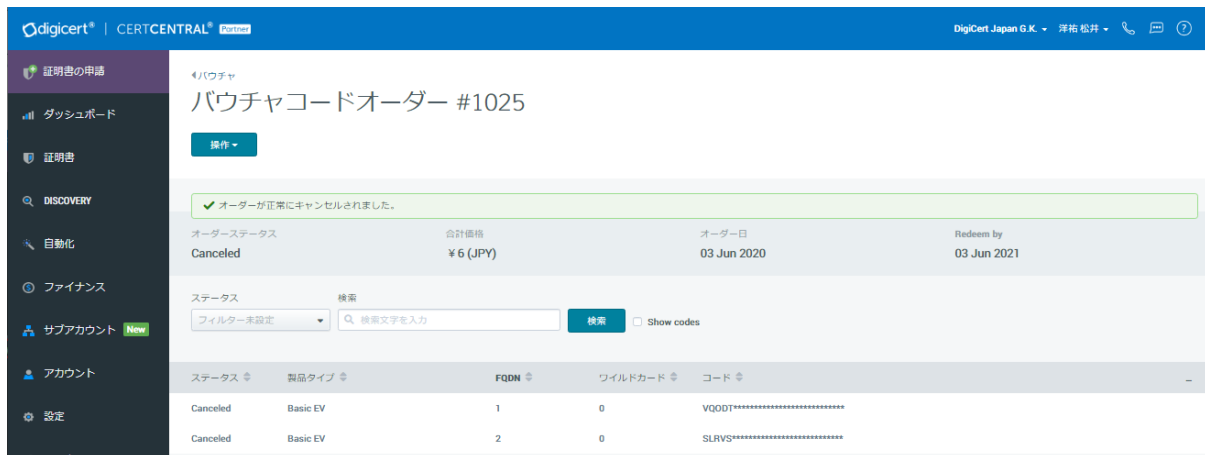 digicert® | CERTCENTRAL® Partner
DigiCert Japan G.K. 洋祐 松井
証明書の申請
ダッシュボード
証明書
DISCOVERY
自動化
ファイナンス
サブアカウント New
アカウント
設定
バウチャ
バウチャコードオーダー #1025
操作
オーダーが正常にキャンセルされました。
オーダーステータス 合計価格 オーダー日 Redeem by
Canceled ¥ 6 (JPY) 03 Jun 2020 03 Jun 2021
ステータス 検索
フィルター未設定 検索文字を入力 検索 Show codes
ステータス 製品タイプ FQDN ワイルドカード コード
Canceled Basic EV 1 0 VQODT***************************
Canceled Basic EV 2 0 SLRVS***************************